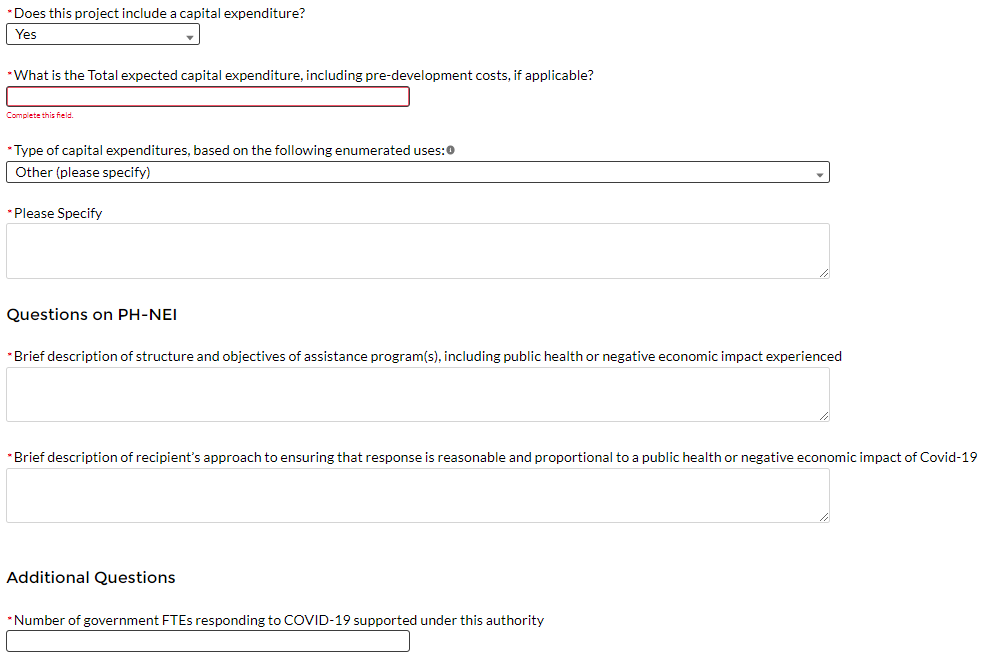 *Does this project include a capital expenditure?
Yes
*What is the Total expected capital expenditure, including pre-development costs, if applicable?
Complete this field.
*Type of capital expenditures, based on the following enumerated uses:
Other (please specify)
*Please Specify
Questions on PH-NEI
*Brief description of structure and objectives of assistance program(s), including public health or negative economic impact experienced
*Brief description of recipient's approach to ensuring that response is reasonable and proportional to a public health or negative economic impact of Covid-19
Additional Questions
*Number of government FTEs responding to COVID-19 supported under this authority